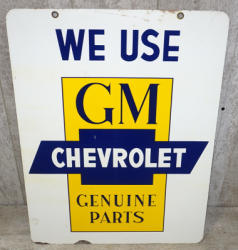 WE USE
GM
CHEVROLET
GENUINE
PARTS